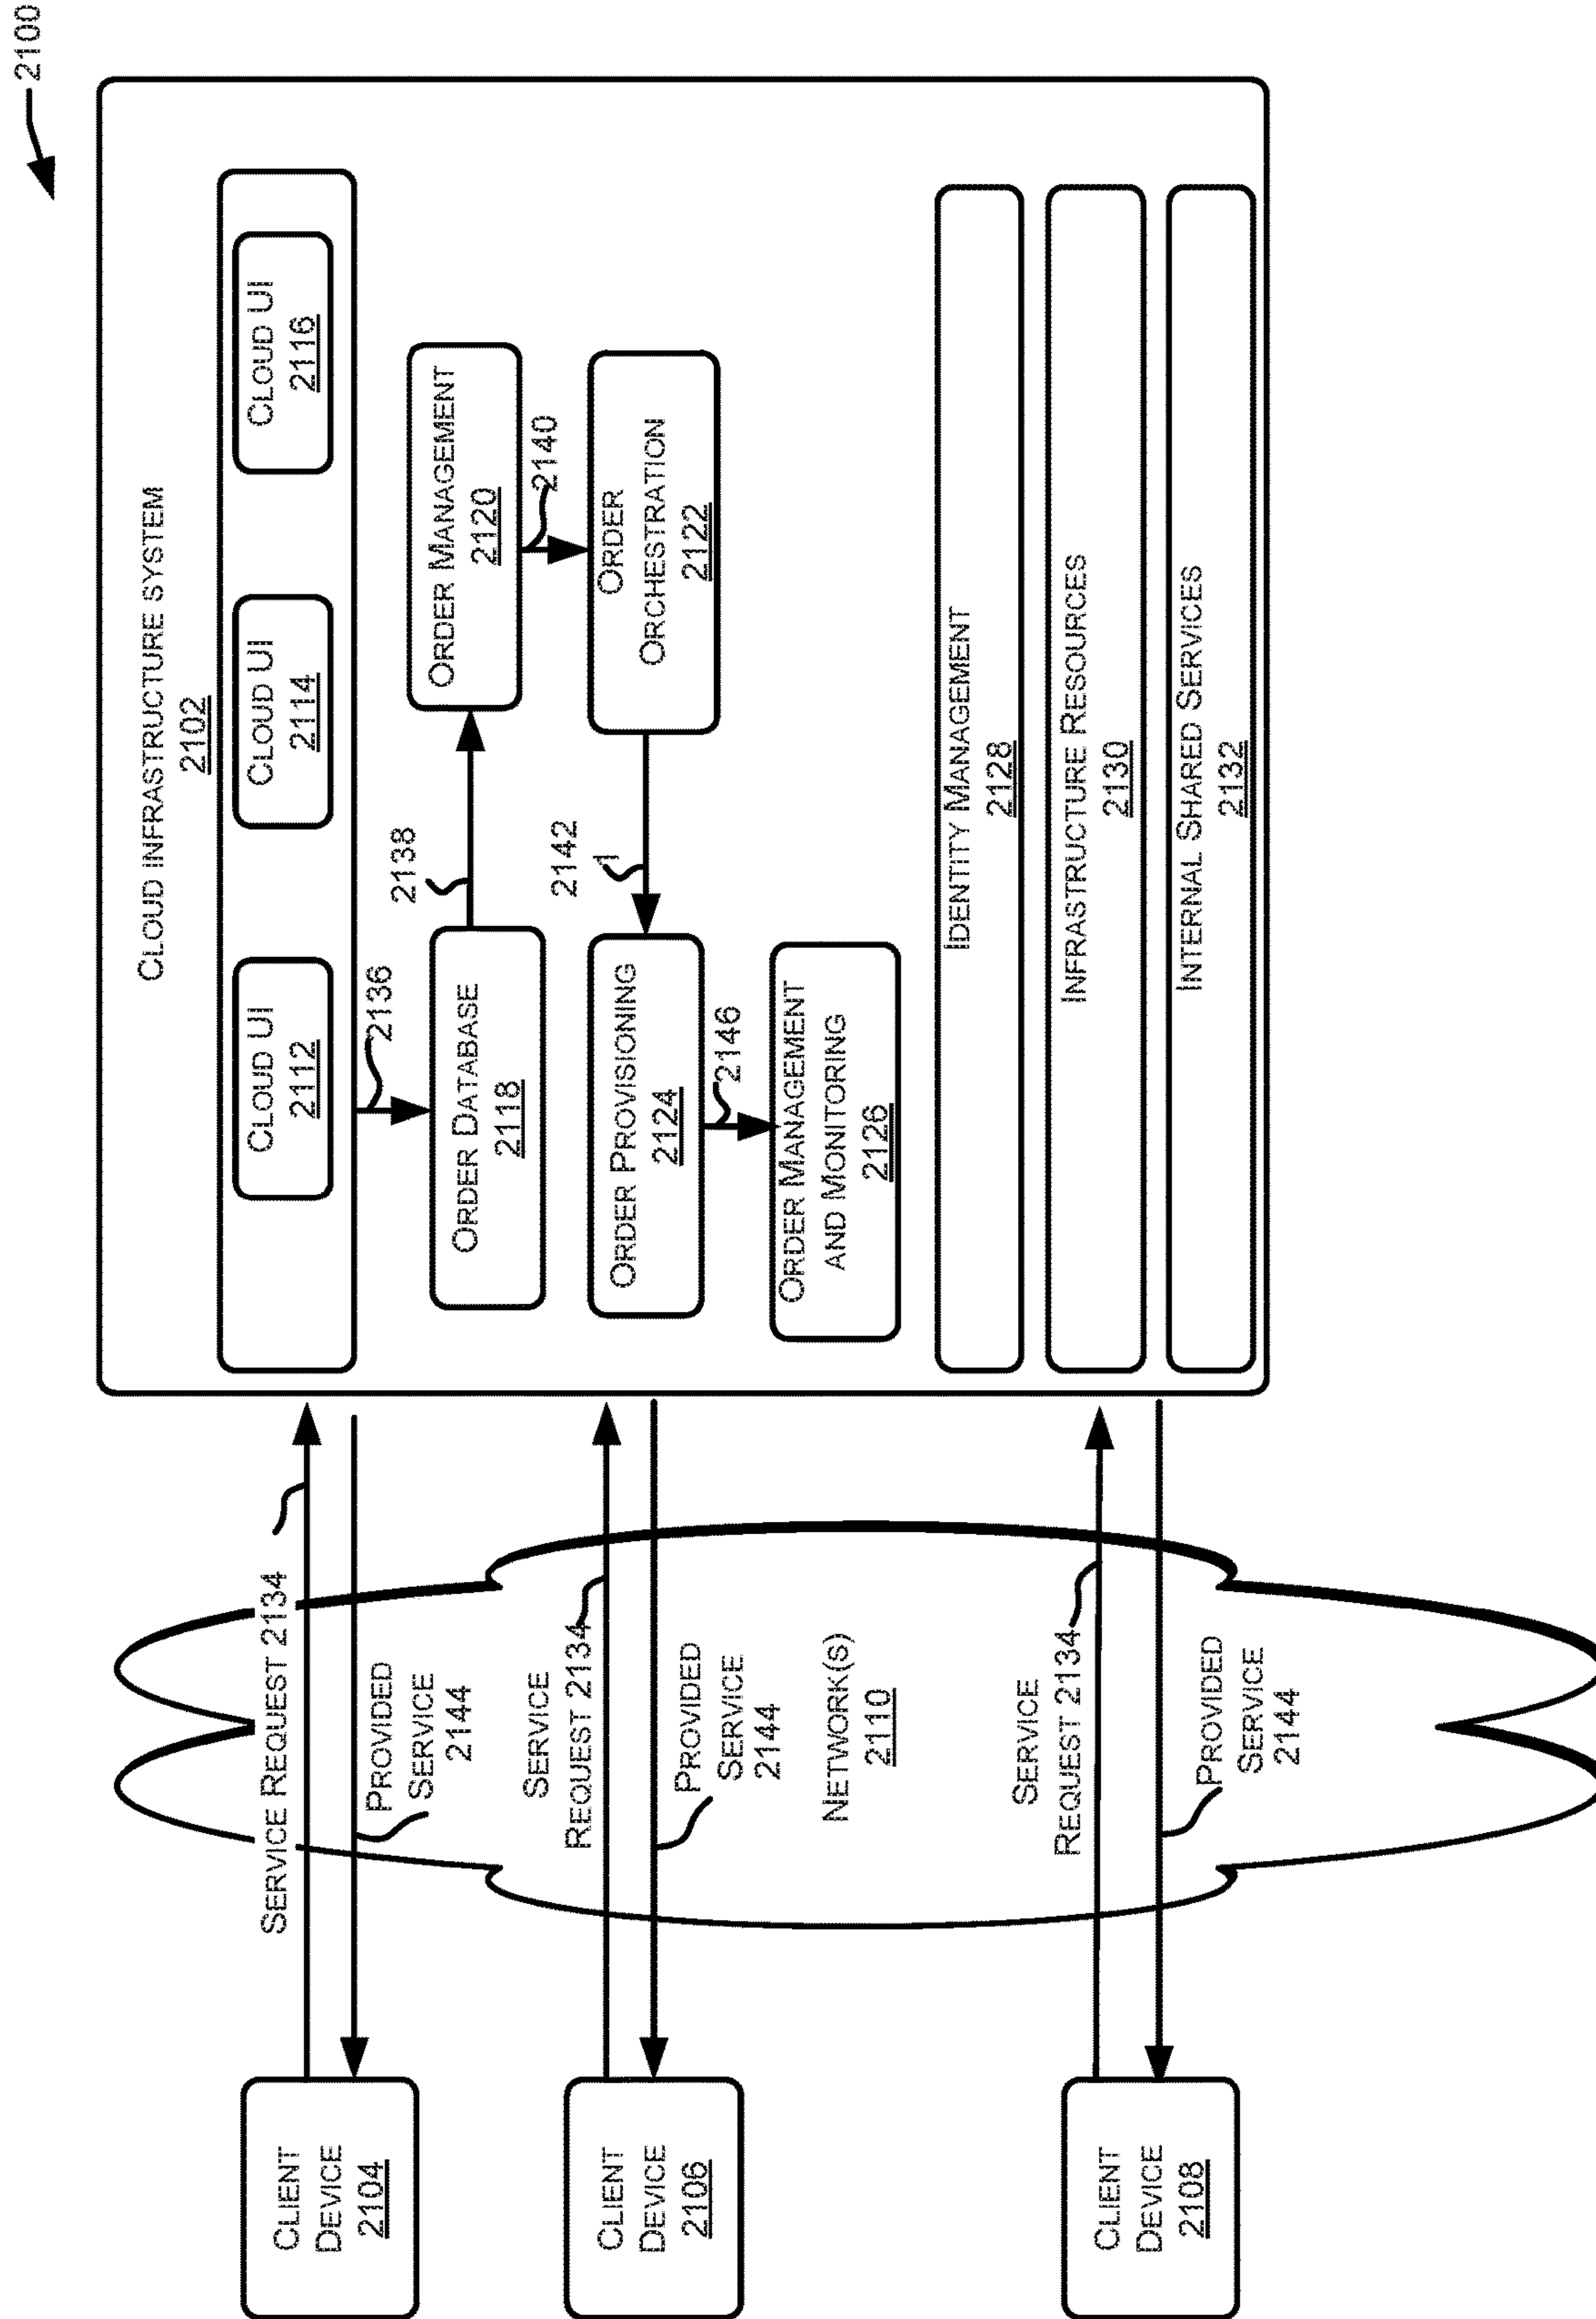 2100
CLOUD INFRASTRUCTURE SYSTEM
2102
CLOUD UI
2112
CLOUD UI
2114
CLOUD UI
2116
2136
ORDER DATABASE
2118
2138
ORDER MANAGEMENT
2120
2140
ORDER
ORCHESTRATION
2122
2142
1
ORDER PROVISIONING
2124
2146
ORDER MANAGEMENT
AND MONITORING
2126
IDENTITY MANAGEMENT
2128
INFRASTRUCTURE RESOURCES
2130
INTERNAL SHARED SERVICES
2132
SERVICE REQUEST 2134
PROVIDED
SERVICE
2144
SERVICE
REQUEST 2134
PROVIDED
SERVICE
2144
NETWORK(S)
2110
SERVICE
REQUEST 2134
PROVIDED
SERVICE
2144
CLIENT
DEVICE
2104
CLIENT
DEVICE
2106
CLIENT
DEVICE
2108